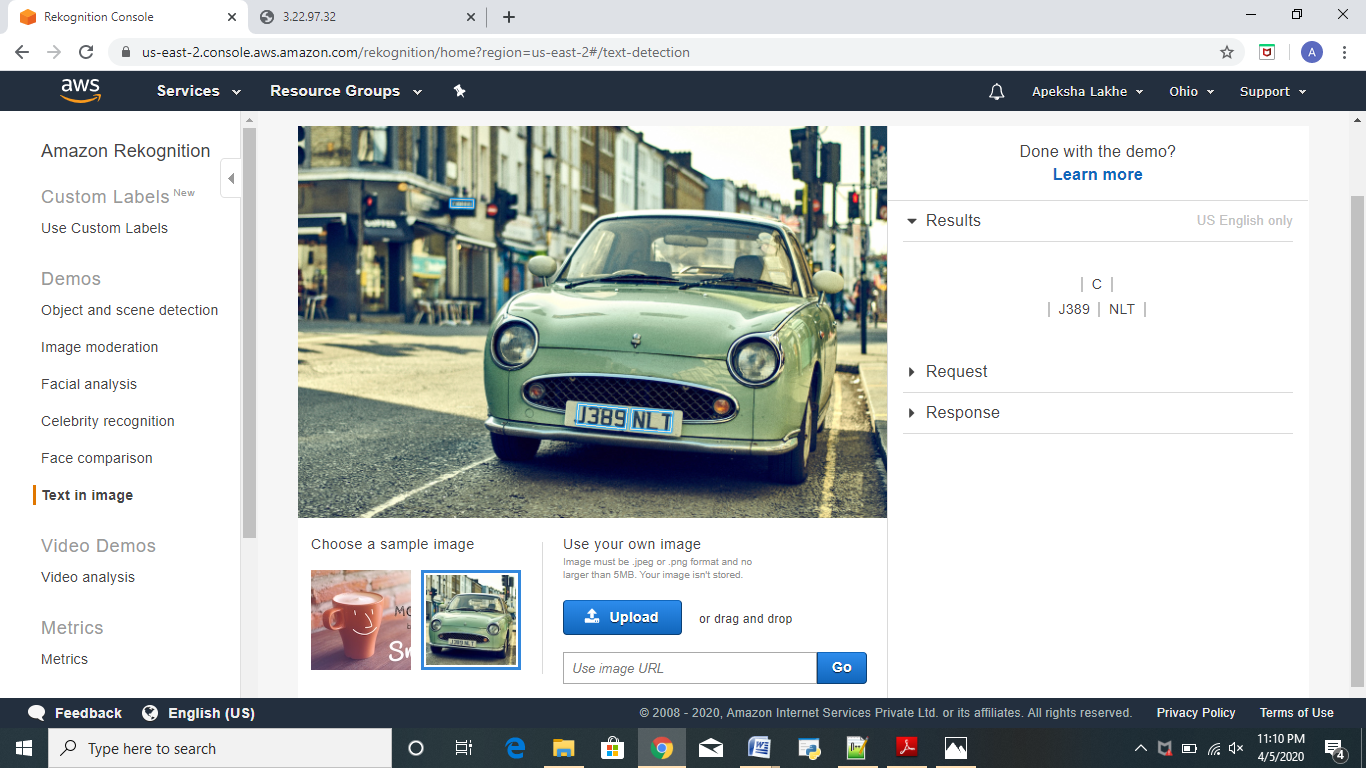 Rekognition Console
3.22.97.32
us-east-2.console.aws.amazon.com/rekognition/home?region=us-east-2#/text-detection
A
aws
Services
Resource Groups
Apeksha Lakhe
Ohio
Support
Amazon Rekognition
Custom Labels New
Use Custom Labels
Demos
Object and scene detection
Image moderation
Facial analysis
Celebrity recognition
Face comparison
Text in image
Video Demos
Video analysis
Metrics
Metrics
J389 NLT
Choose a sample image
Use your own image
Image must be .jpeg or .png format and no
larger than 5MB. Your image isn't stored.
Upload
or drag and drop
Use image URL
Go
Done with the demo?
Learn more
Results
US English only
| C |
| J389 | NLT |
Request
Response
Feedback
English (US)
© 2008 - 2020, Amazon Internet Services Private Ltd. or its affiliates. All rights reserved.
Privacy Policy
Terms of Use
Type here to search
11:10 PM
4/5/2020
4